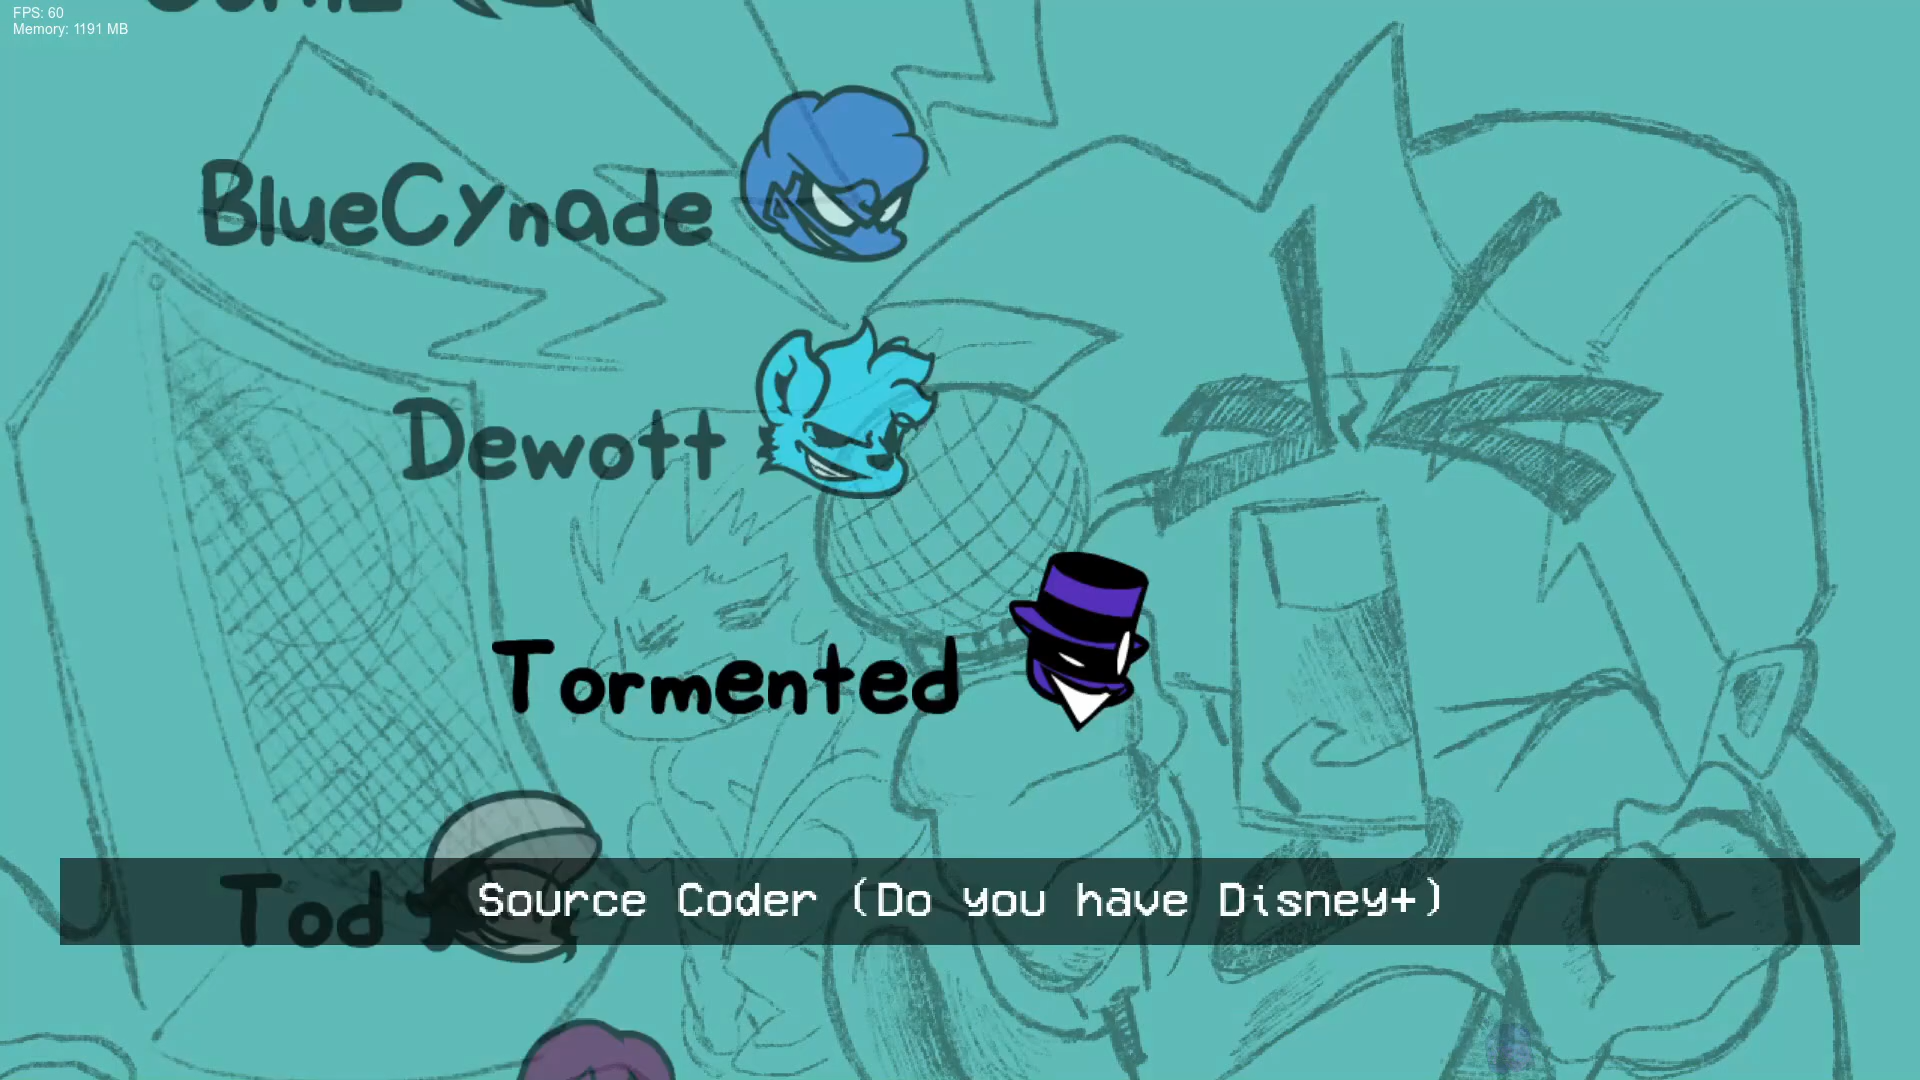 FPS: 60
Memory: 1191 MB
BlueCynade
Dewott
Tormented
Tod
Source Coder (Do you have Disney+)